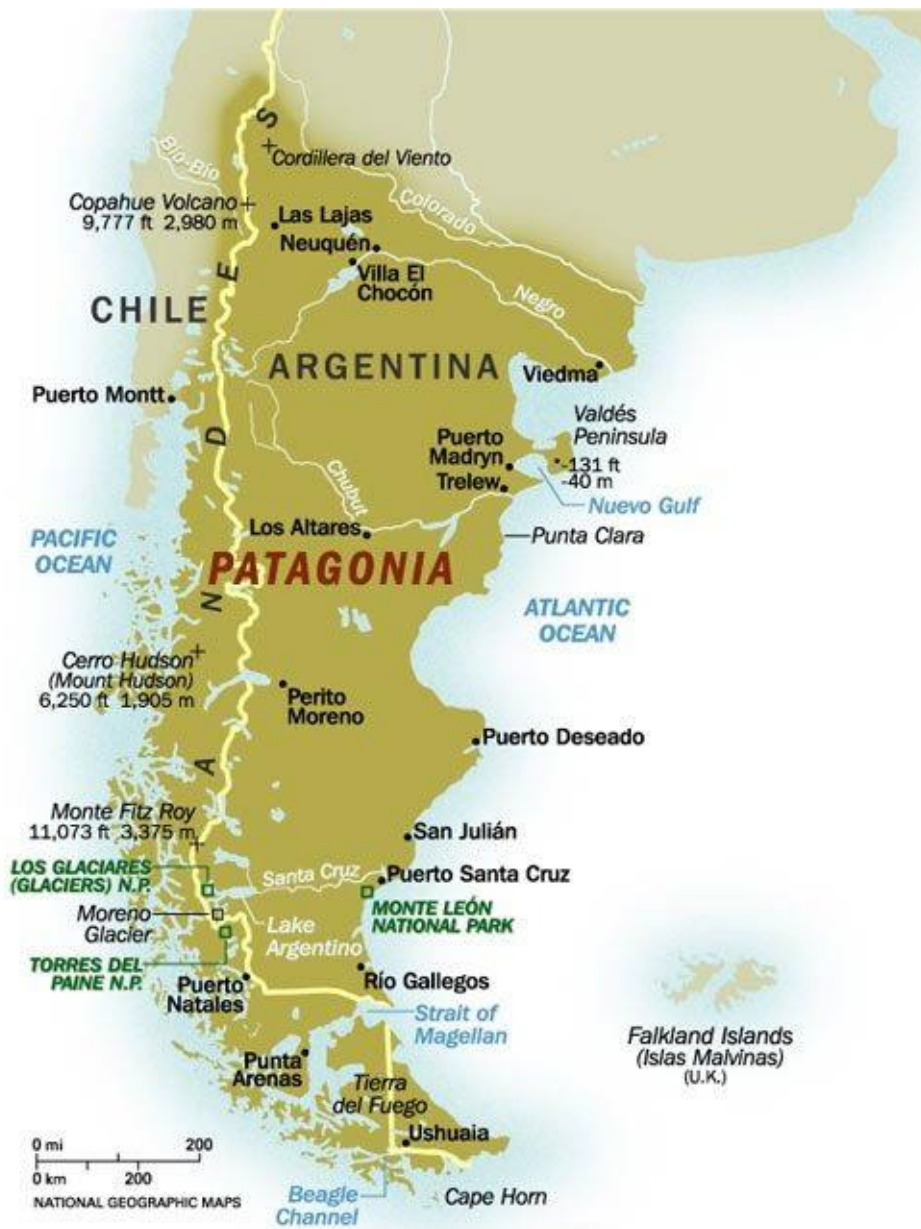 Cordillera del Viento
Bío-Bío
Copahue Volcano
9,777 ft 2,980 m
Colorado
Las Lajas
Neuquén
Villa El
Chocón
Negro
CHILE
ARGENTINA
ANDES
Viedma
Puerto Montt
Valdés
Peninsula
-131 ft
-40 m
Puerto
Madryn
Trelew
Nuevo Gulf
Chubut
Los Altares
Punta Clara
PACIFIC
OCEAN
PATAGONIA
ATLANTIC
OCEAN
Cerro Hudson
(Mount Hudson)
6,250 ft 1,905 m
Perito
Moreno
Puerto Deseado
Monte Fitz Roy
11,073 ft 3,375 m
San Julián
LOS GLACIARES
(GLACIERS) N.P.
Santa Cruz
Puerto Santa Cruz
Moreno
Glacier
Lake
Argentino
MONTE LEÓN
NATIONAL PARK
TORRES DEL
PAINE N.P.
Puerto
Natales
Río Gallegos
Strait of
Magellan
Falkland Islands
(Islas Malvinas)
(U.K.)
Punta
Arenas
Tierra
del Fuego
Ushuaia
0 mi 200
0 km 200
NATIONAL GEOGRAPHIC MAPS
Beagle
Channel
Cape Horn